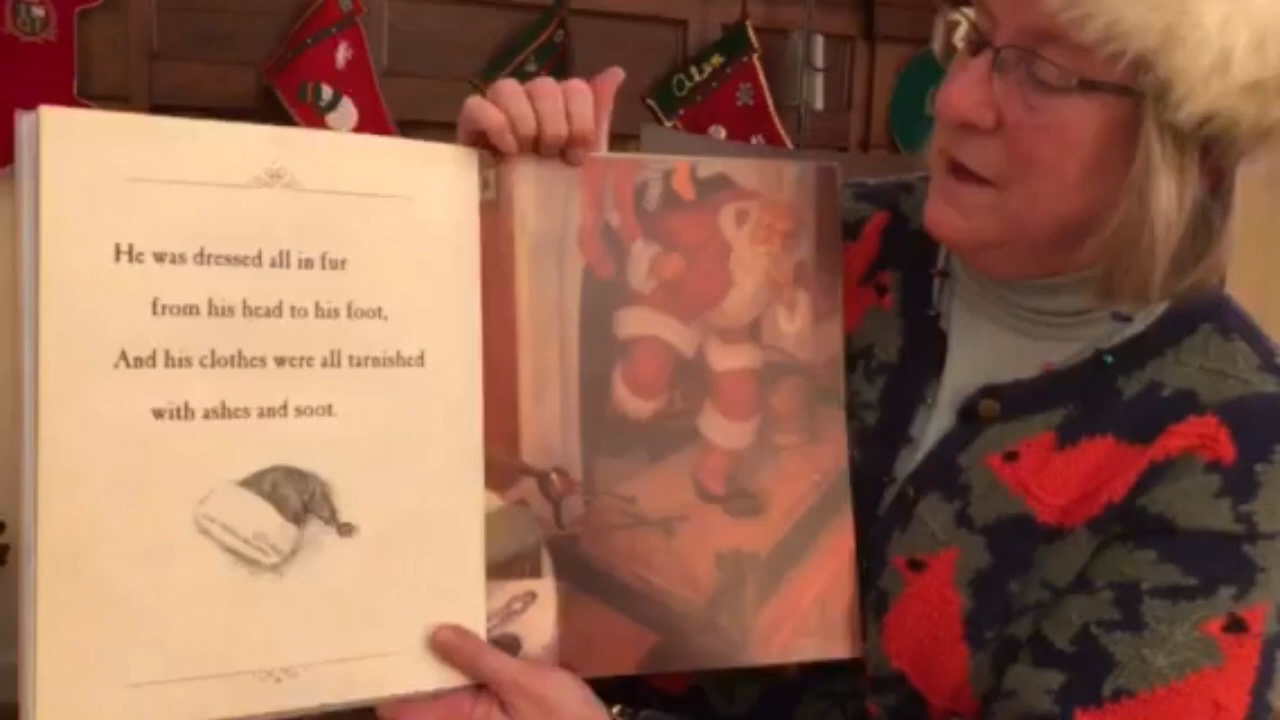 Alan
He was dressed all in fur
from his head to his foot,
And his clothes were all tarnished
with ashes and soot.